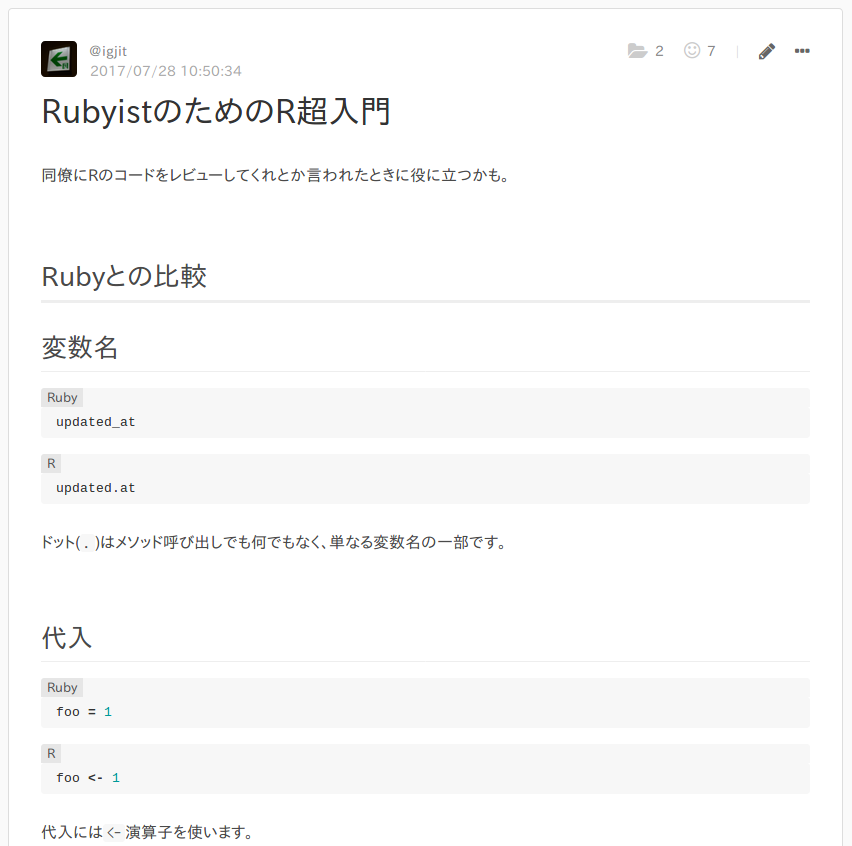 @igjit
2 7
2017/07/28 10:50:34
RubyistのためのR超入門
同僚にRのコードをレビューしてくれとか言われたときに役に立つかも。
Rubyとの比較
変数名
Ruby
updated_at
R
updated.at
ドット(.)はメソッド呼び出しでも何でもなく、単なる変数名の一部です。
代入
Ruby
foo = 1
R
foo <- 1
代入には<-演算子を使います。